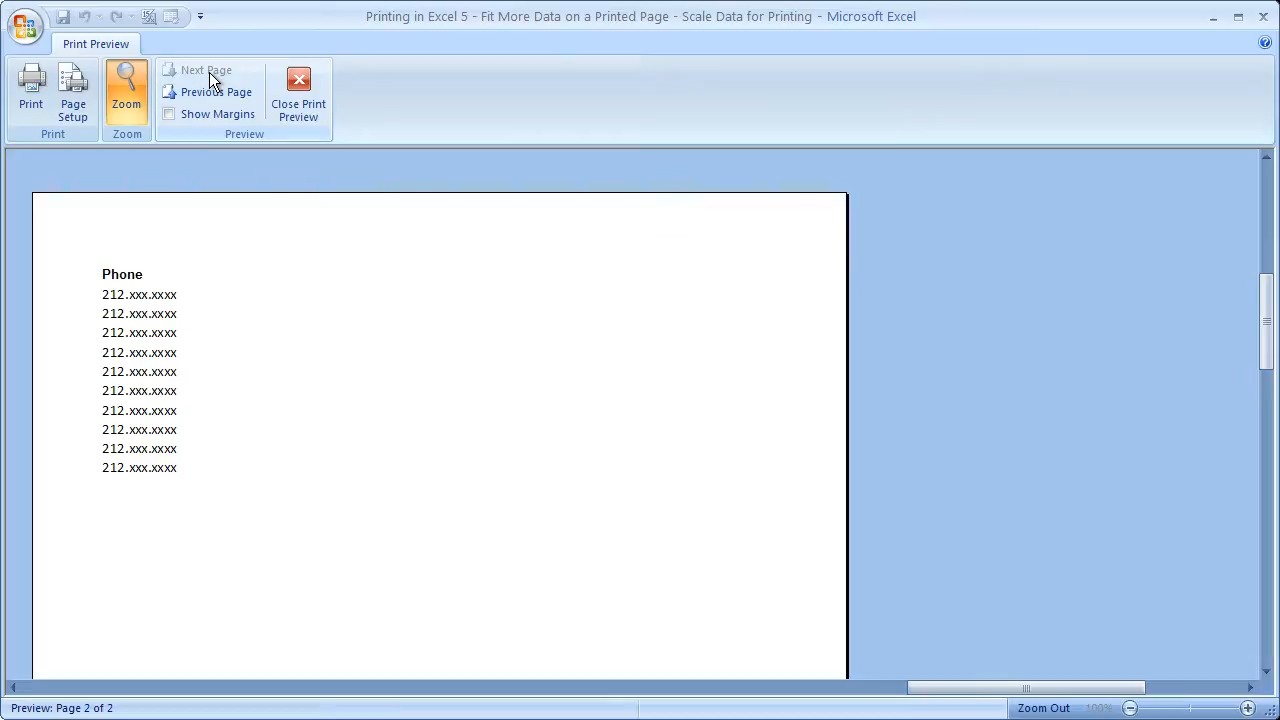 Printing in Excel 5 - Fit More Data on a Printed Page - Scale Data for Printing - Microsoft Excel
Print Preview
Print
Page Setup
Zoom
Next Page
Previous Page
Show Margins
Close Print Preview
Print
Zoom
Preview
Phone
212.xxx.xxxx
212.xxx.xxxx
212.xxx.xxxx
212.xxx.xxxx
212.xxx.xxxx
212.xxx.xxxx
212.xxx.xxxx
212.xxx.xxxx
212.xxx.xxxx
212.xxx.xxxx
Preview: Page 2 of 2
Zoom Out 100%